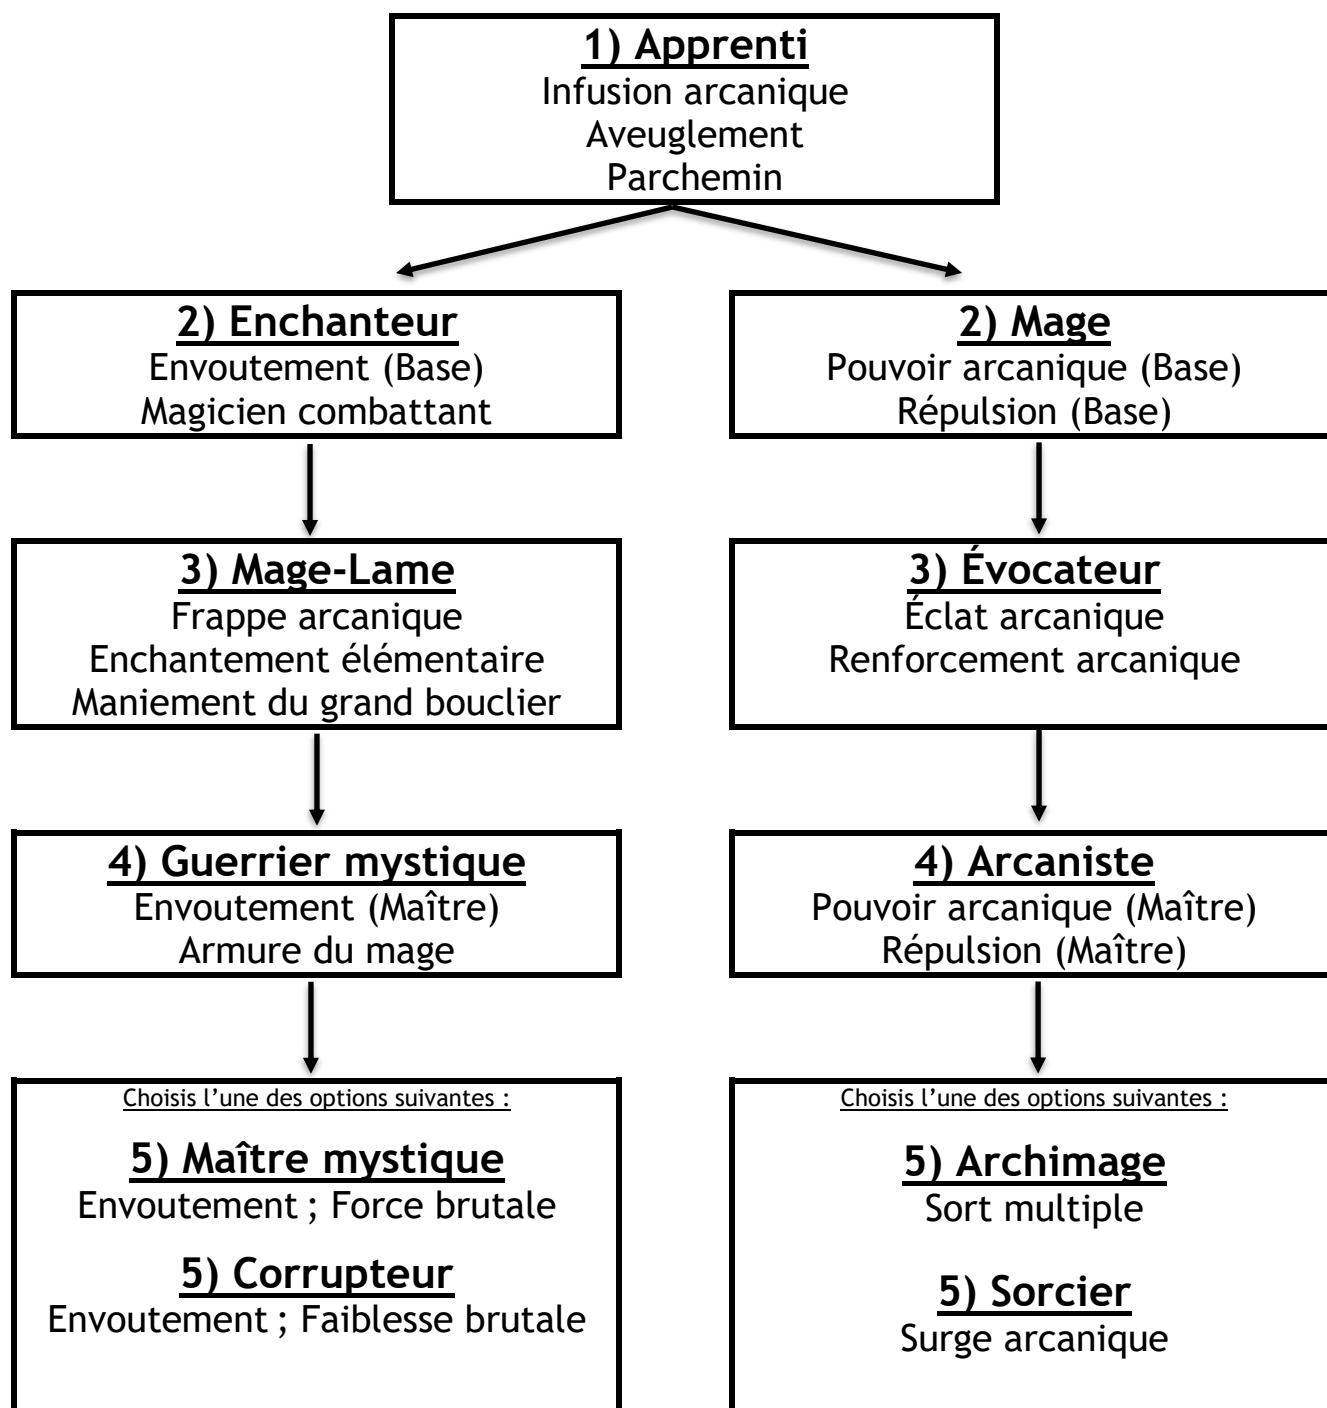 1) Apprenti
Infusion arcanique
Aveuglement
Parchemin
2) Enchanteur
Envoutement (Base)
Magicien combattant
2) Mage
Pouvoir arcanique (Base)
Répulsion (Base)
3) Mage-Lame
Frappe arcanique
Enchantement élémentaire
Maniement du grand bouclier
3) Évocateur
Éclat arcanique
Renforcement arcanique
4) Guerrier mystique
Envoutement (Maître)
Armure du mage
4) Arcaniste
Pouvoir arcanique (Maître)
Répulsion (Maître)
Choisis l’une des options suivantes :
5) Maître mystique
Envoutement ; Force brutale
5) Corrupteur
Envoutement ; Faiblesse brutale
Choisis l’une des options suivantes :
5) Archimage
Sort multiple
5) Sorcier
Surge arcanique